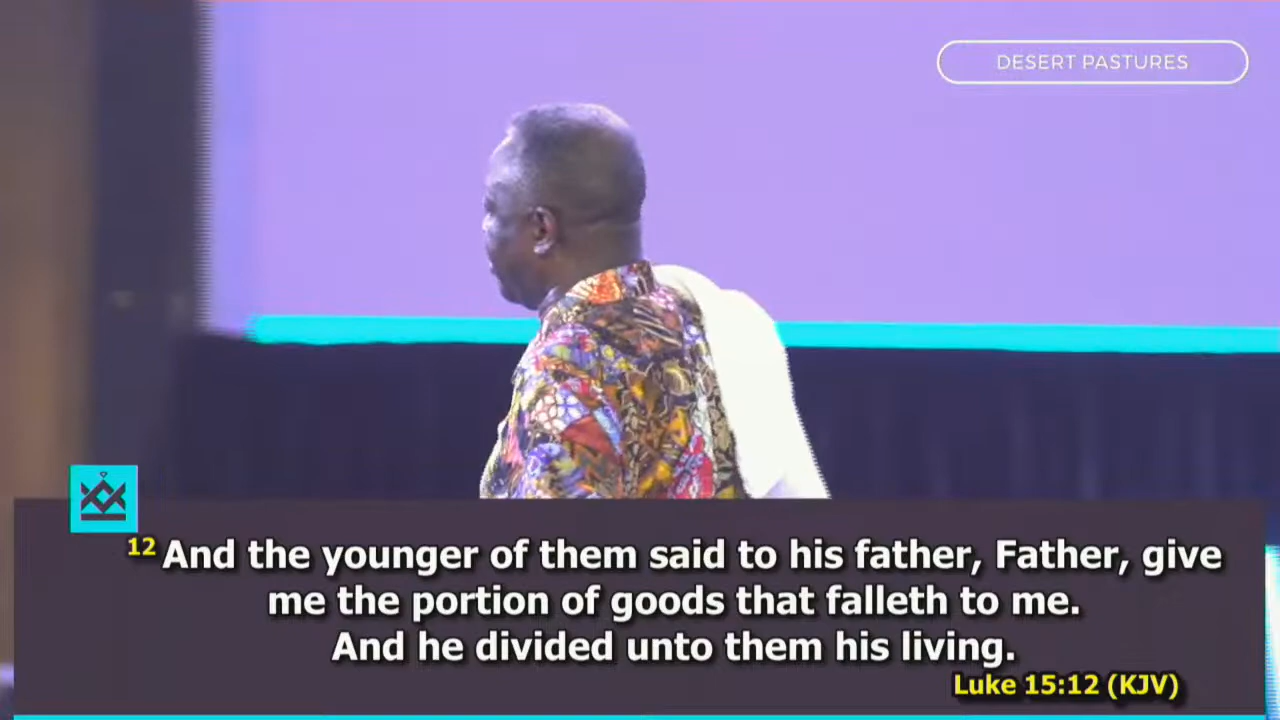 DESERT PASTURES
12 And the younger of them said to his father, Father, give
me the portion of goods that falleth to me.
And he divided unto them his living.
Luke 15:12 (KJV)